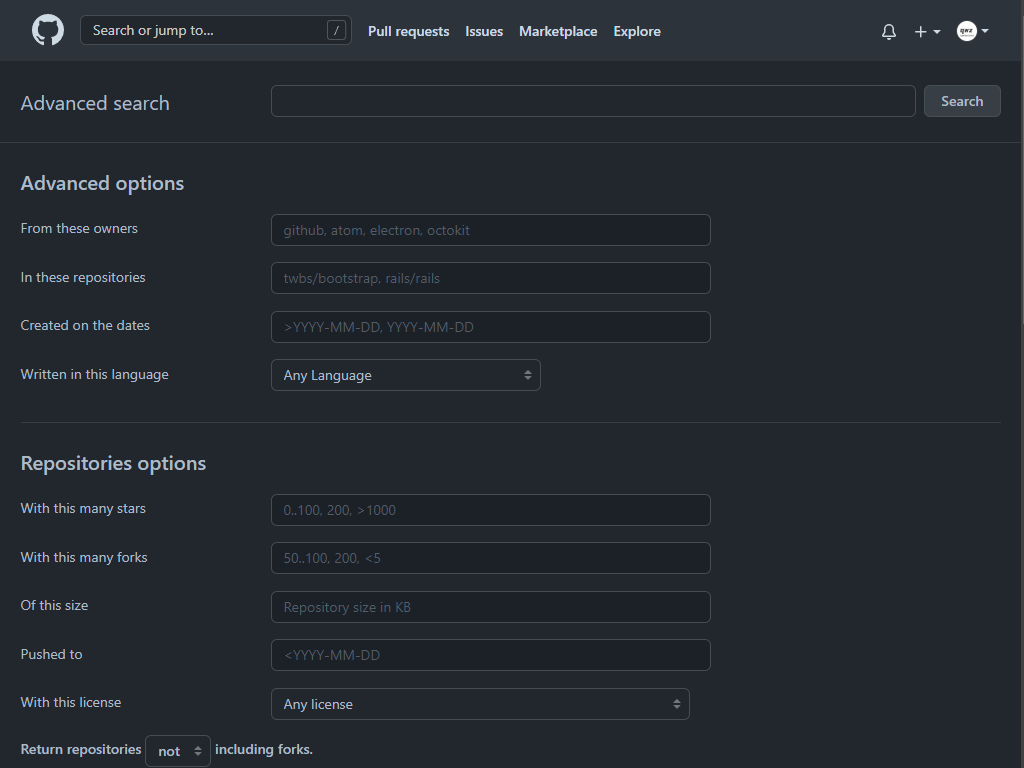 Search or jump to... / Pull requests Issues Marketplace Explore
Advanced search Search
Advanced options
From these owners github, atom, electron, octokit
In these repositories twbs/bootstrap, rails/rails
Created on the dates >YYYY-MM-DD, YYYY-MM-DD
Written in this language Any Language
Repositories options
With this many stars 0..100, 200, >1000
With this many forks 50..100, 200, <5
Of this size Repository size in KB
Pushed to <YYYY-MM-DD
With this license Any license
Return repositories not including forks.